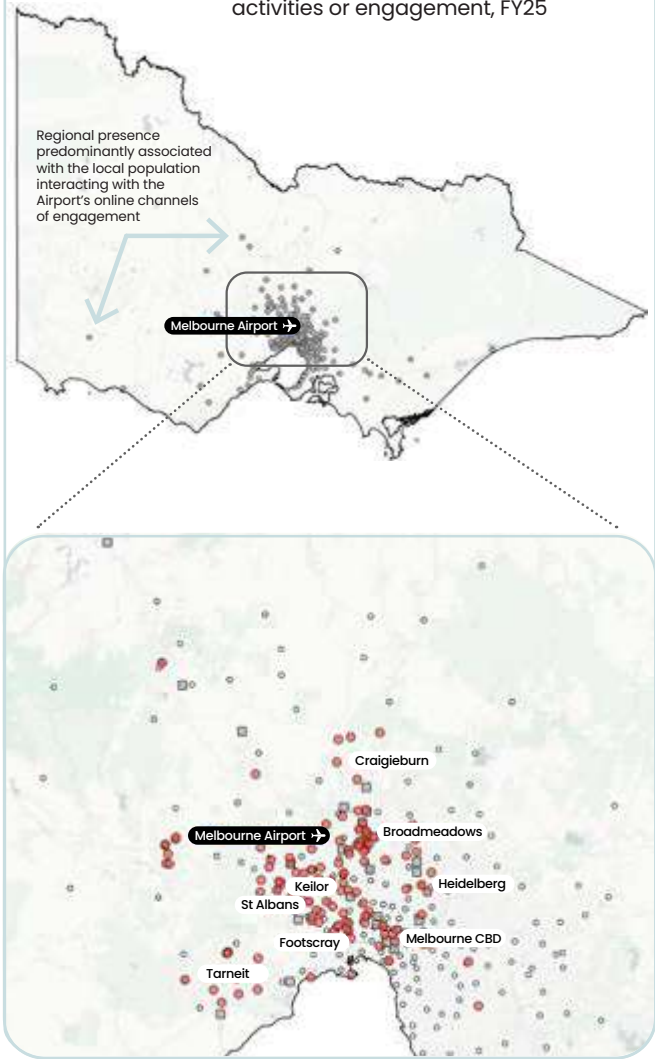 activities or engagement, FY25
Regional presence
predominantly associated
with the local population
interacting with the
Airport's online channels
of engagement
Melbourne Airport
Craigieburn
Melbourne Airport
Broadmeadows
Keilor
Heidelberg
St Albans
Footscray
Melbourne CBD
Tarneit